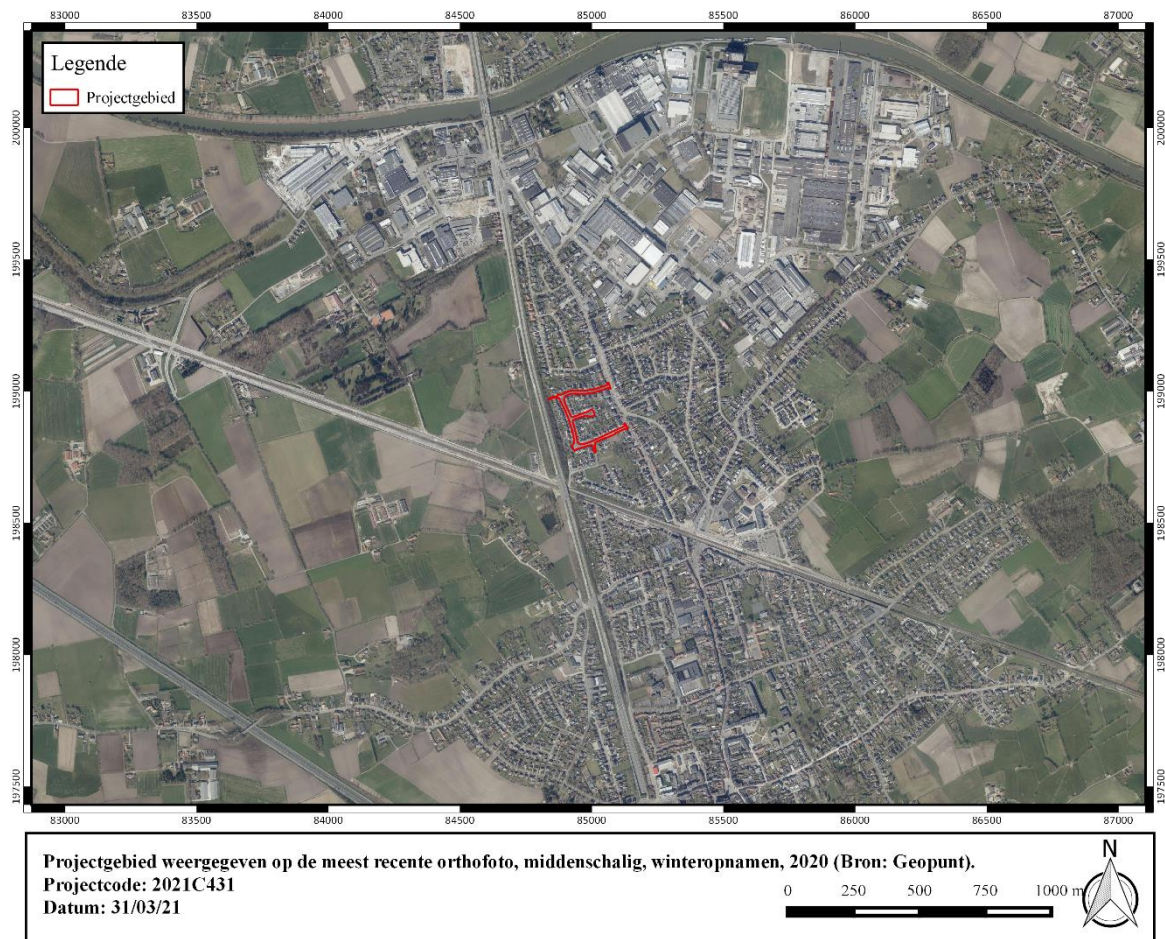 83000 83500 84000 84500 85000 85500 86000 86500 87000
Legende
Projectgebied
200000 200000
199500 199500
199000 199000
198500 198500
198000 198000
197500 197500
83000 83500 84000 84500 85000 85500 86000 86500 87000
Projectgebied weergegeven op de meest recente orthofoto, middenschalig, winteropnamen, 2020 (Bron: Geopunt).
Projectcode: 2021C431
Datum: 31/03/21
0 250 500 750 1000 m
N